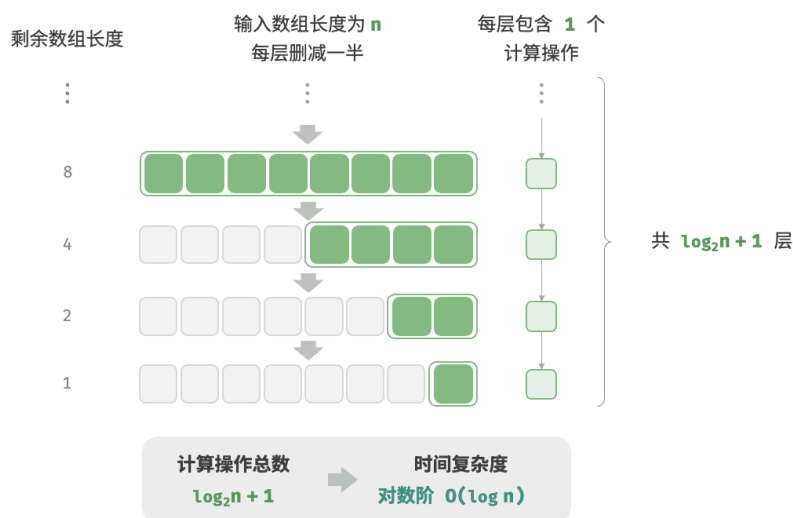 剩余数组长度
输入数组长度为 n
每层删减一半
每层包含 1 个
计算操作
8
4
2
1
共 log₂n + 1 层
计算操作总数
log₂n + 1
时间复杂度
对数阶 O(log n)